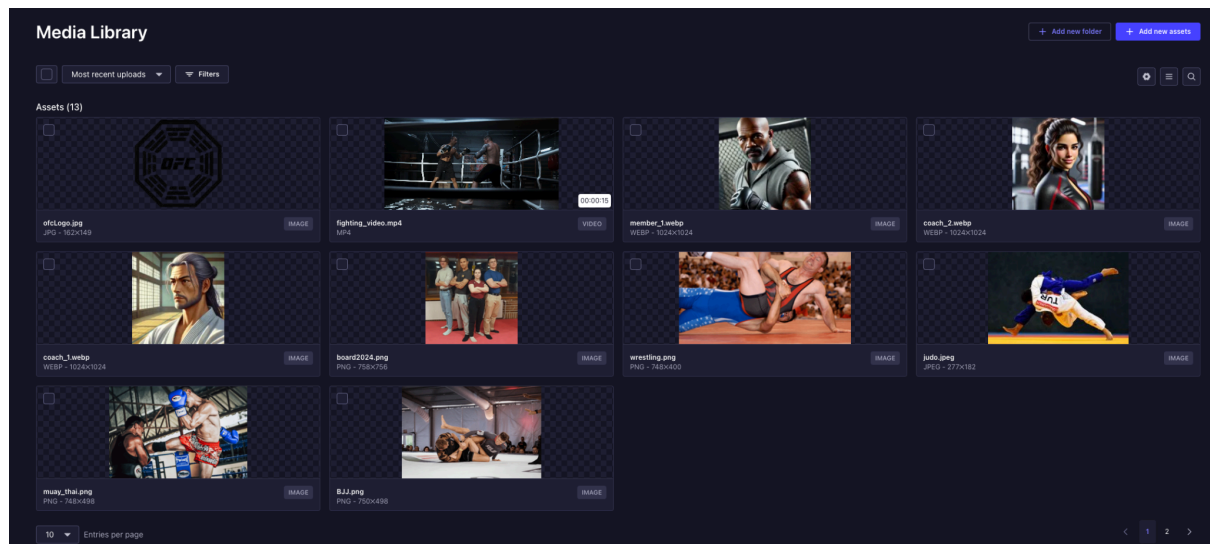 Media Library
+ Add new folder
+ Add new assets
Most recent uploads
Filters
Assets (13)
OFC
00:00:15
ofcLogo.jpg
IMAGE
JPG - 162×149
fighting_video.mp4
VIDEO
MP4
member_1.webp
IMAGE
WEBP - 1024×1024
coach_2.webp
IMAGE
WEBP - 1024×1024
coach_1.webp
IMAGE
WEBP - 1024×1024
board2024.png
IMAGE
PNG - 758×756
wrestling.png
IMAGE
PNG - 748×400
TUR
judo.jpeg
IMAGE
JPEG - 277×182
muay_thai.png
IMAGE
PNG - 748×498
BJJ.png
IMAGE
PNG - 750×498
10
Entries per page
1
2